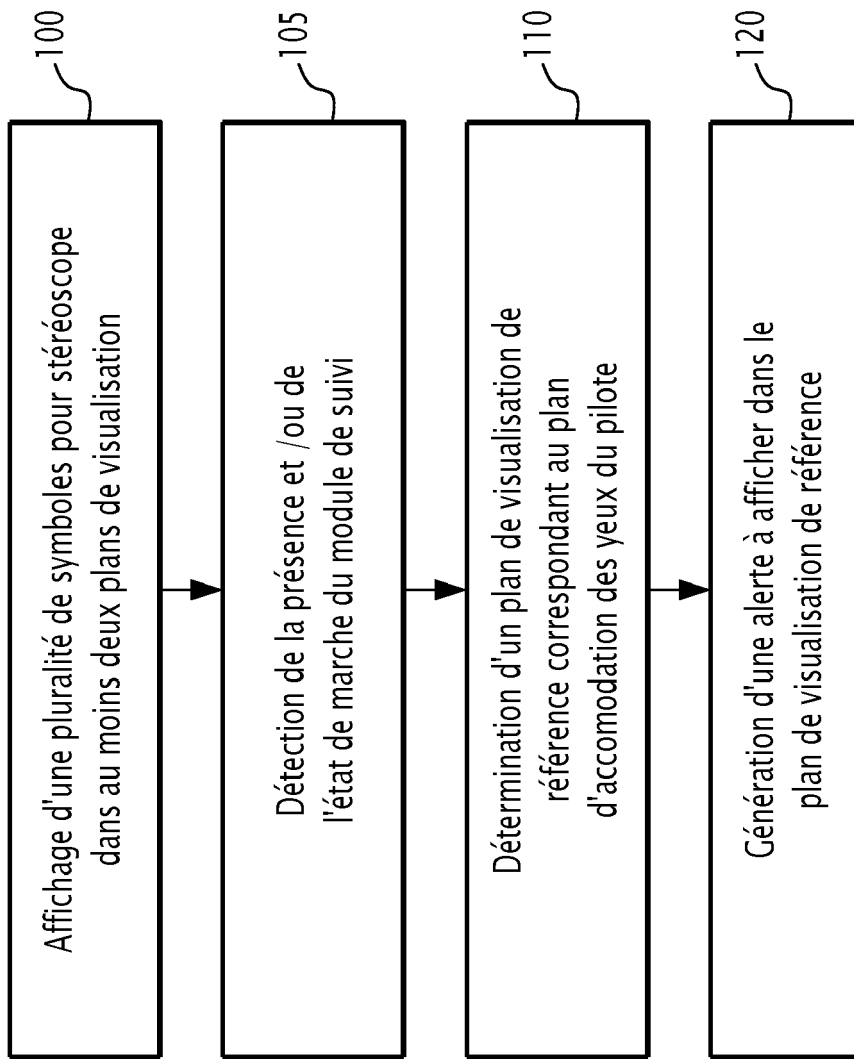 100
Affichage d'une pluralité de symboles pour stéréoscope
dans au moins deux plans de visualisation
105
Détection de la présence et /ou de
l'état de marche du module de suivi
110
Détermination d'un plan de visualisation de
référence correspondant au plan
d'accomodation des yeux du pilote
120
Génération d'une alerte à afficher dans le
plan de visualisation de référence